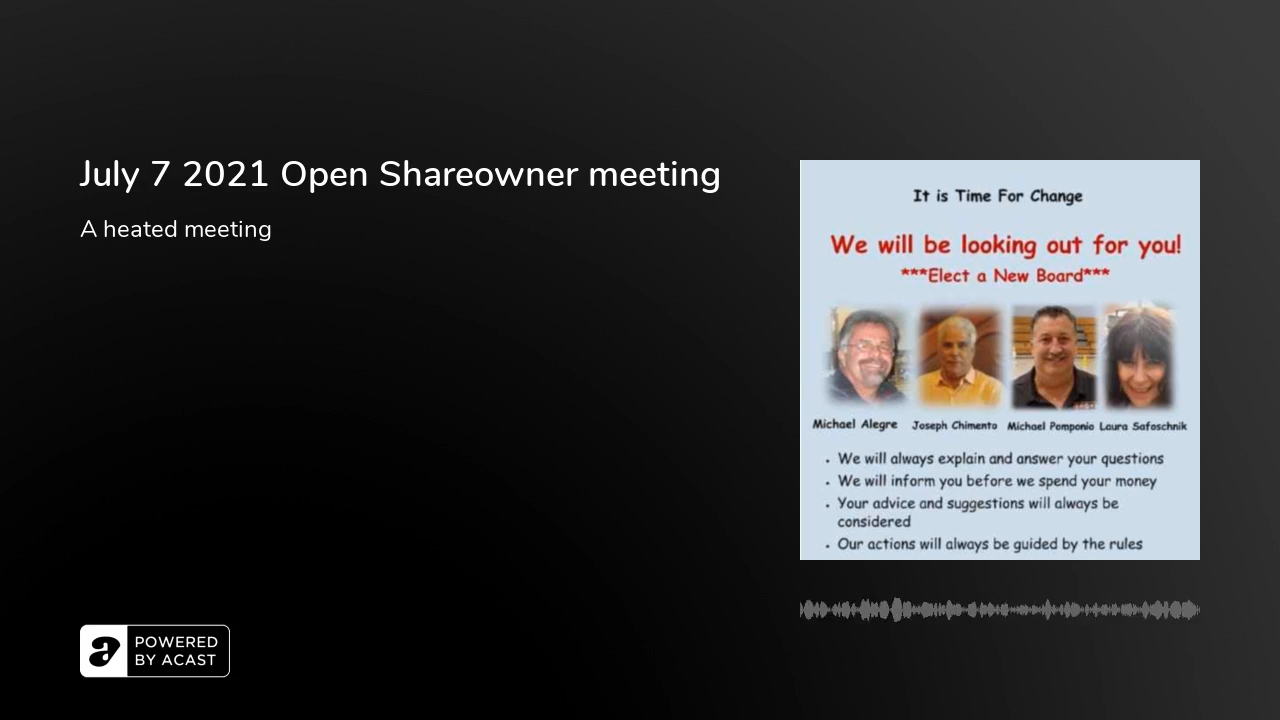 July 7 2021 Open Shareowner meeting
A heated meeting
It is Time For Change
We will be looking out for you!
***Elect a New Board***
Michael Alegre Joseph Chimento Michael Pomponio Laura Safoschnik
• We will always explain and answer your questions
• We will inform you before we spend your money
• Your advice and suggestions will always be
considered
• Our actions will always be guided by the rules
a POWERED
BY ACAST